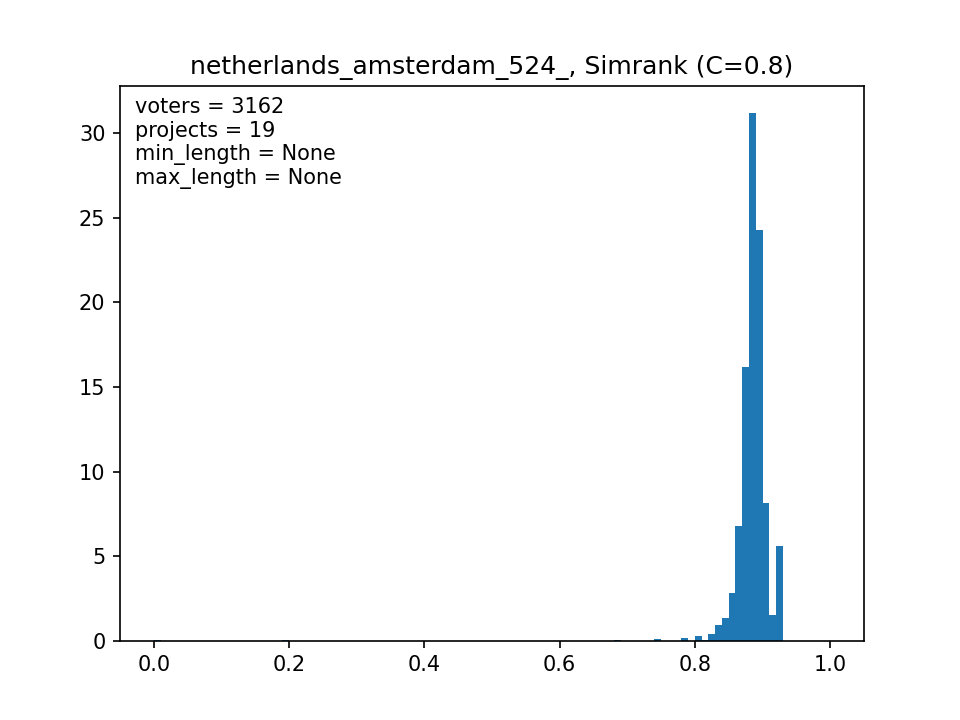 netherlands_amsterdam_524_, Simrank (C=0.8)
voters = 3162
projects = 19
min_length = None
max_length = None
30
25
20
15
10
5
0
0.0 0.2 0.4 0.6 0.8 1.0